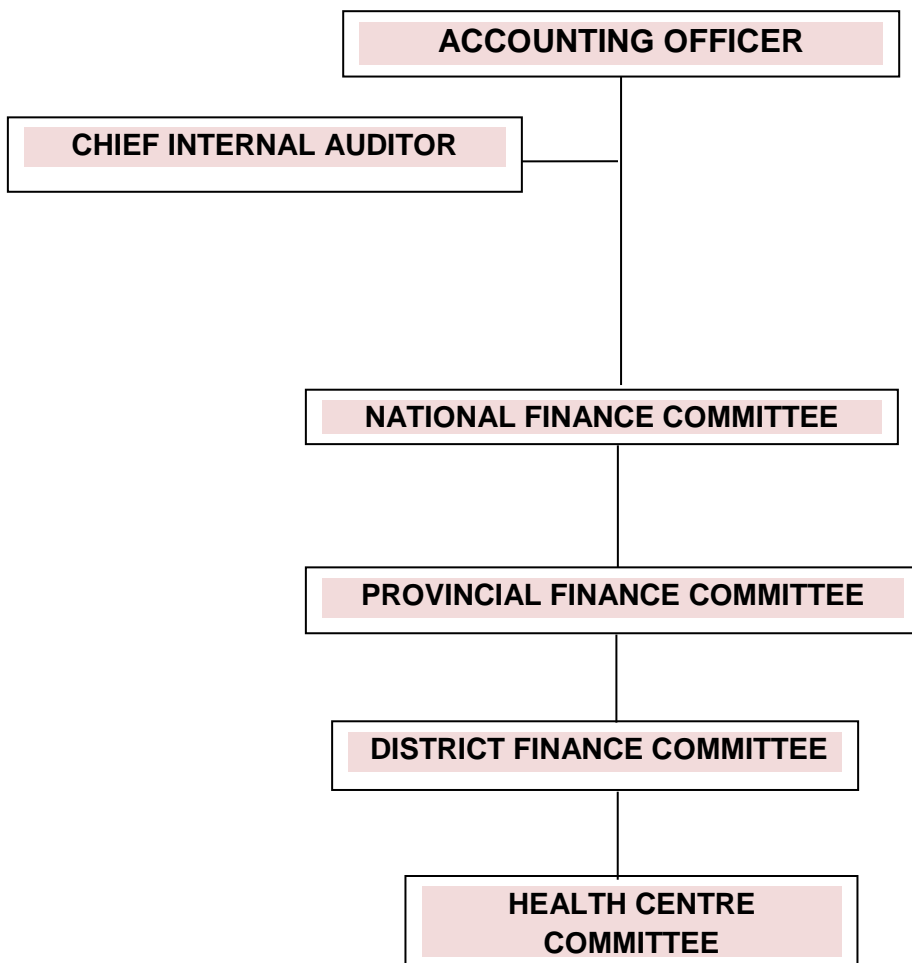 ACCOUNTING OFFICER
CHIEF INTERNAL AUDITOR
NATIONAL FINANCE COMMITTEE
PROVINCIAL FINANCE COMMITTEE
DISTRICT FINANCE COMMITTEE
HEALTH CENTRE
COMMITTEE